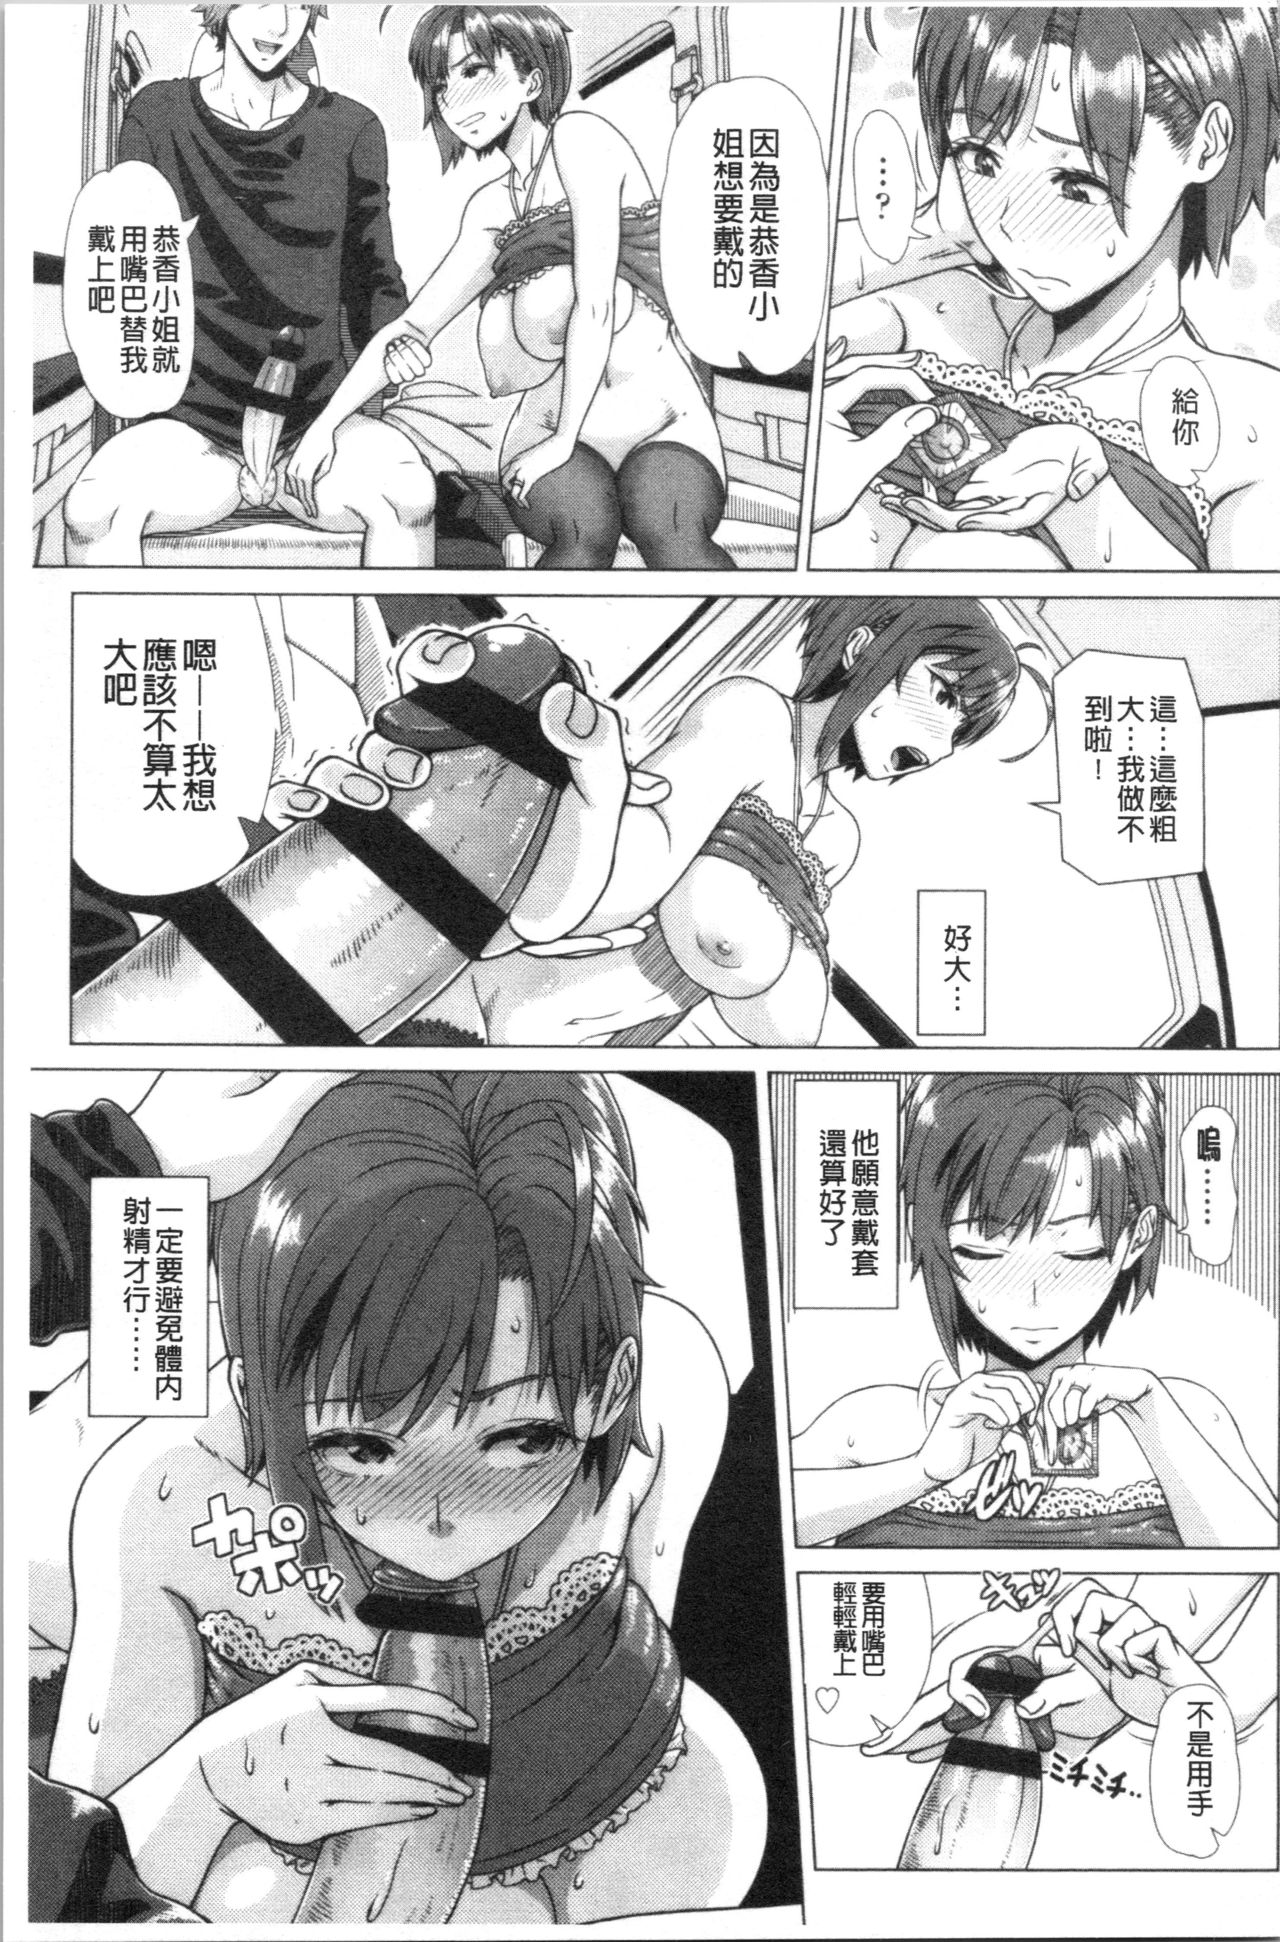 …?
給你
因為是恭香小
姐想要戴的
恭香小姐就
用嘴巴替我
戴上吧
這…這麼粗
大…我做不
到啦！
好大…
嗯——我想
應該不算太
大吧
嗚……
他願意戴套
還算好了
ビッ
キュッ
不是用手
要用嘴巴
輕輕戴上
♡
ミチミチ..
一定要避免體內
射精才行……
カポッ